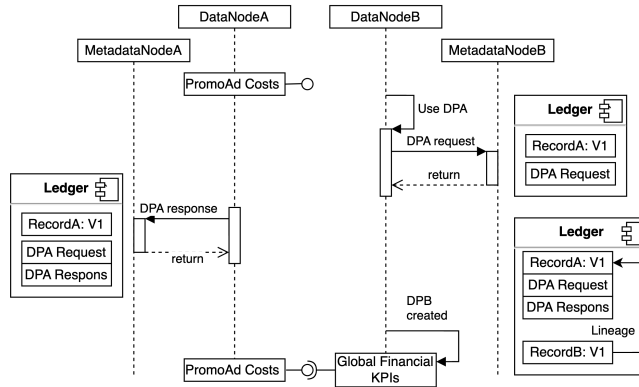 DataNodeA
DataNodeB
MetadataNodeA
MetadataNodeB
PromoAd Costs
Use DPA
Ledger
RecordA: V1
DPA Request
DPA request
return
Ledger
RecordA: V1
DPA Request
DPA Respons
DPA response
return
Ledger
RecordA: V1
DPA Request
DPA Respons
Lineage
RecordB: V1
DPB
created
PromoAd Costs
Global Financial
KPIs